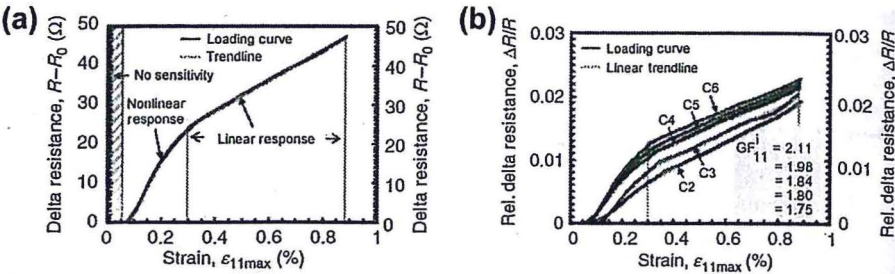 (a)
50
40
30
20
10
0
Delta resistance, R–R0 (Ω)
Loading curve
Trendline
No sensitivity
Nonlinear
response
Linear response
50
40
30
20
10
0
Delta resistance, R–R0 (Ω)
0 0.2 0.4 0.6 0.8 1
Strain, ε11max (%)
(b)
0.03
0.02
0.01
0
Rel. delta resistance, ΔR/R
Loading curve
Linear trendline
C6
C5
C4
C3
C2
GF11 i = 2.11
= 1.98
= 1.84
= 1.80
= 1.75
0.03
0.02
0.01
0
Rel. delta resistance, ΔR/R
0 0.2 0.4 0.6 0.8 1
Strain, ε11max (%)